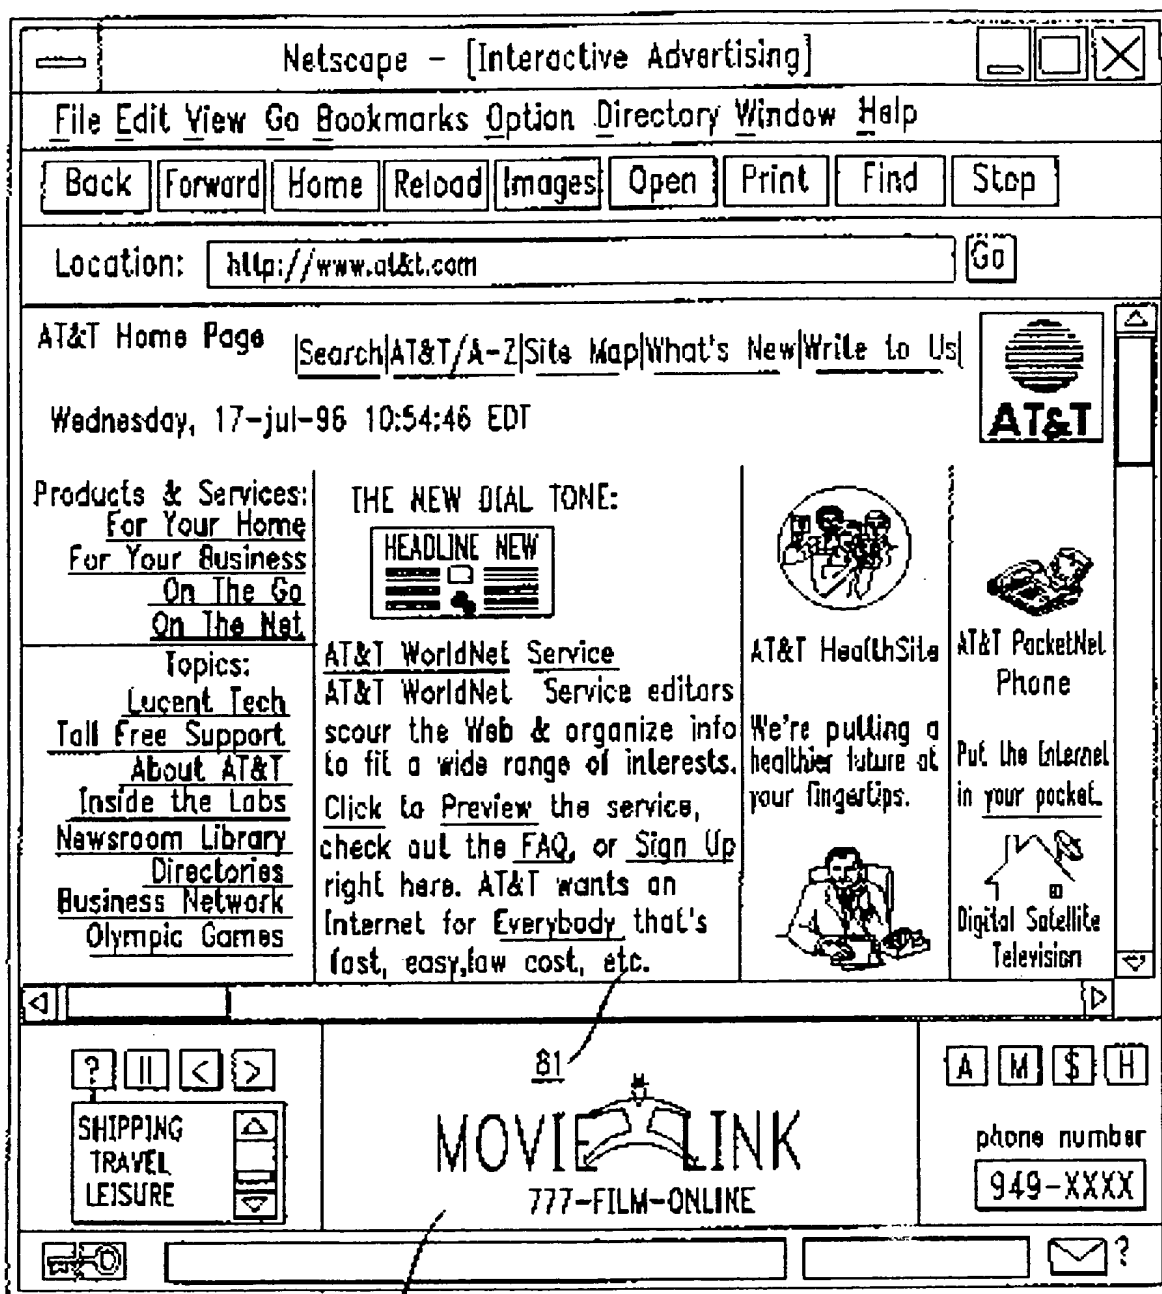 Netscape - [Interactive Advertising]
File Edit View Go Bookmarks Option Directory Window Help
Back Forward Home Reload Images Open Print Find Stop
Location: http://www.at&t.com Go
AT&T Home Page |Search|AT&T/A-Z|Site Map|What's New|Write to Us|
AT&T
Wednesday, 17-jul-96 10:54:46 EDT
Products & Services:
For Your Home
For Your Business
On The Go
On The Net
Topics:
Lucent Tech
Toll Free Support
About AT&T
Inside the Labs
Newsroom Library
Directories
Business Network
Olympic Games
THE NEW DIAL TONE:
HEADLINE NEW
AT&T WorldNet Service
AT&T WorldNet Service editors
scour the Web & organize info
to fit a wide range of interests.
Click to Preview the service,
check out the FAQ, or Sign Up
right here. AT&T wants an
Internet for Everybody that's
fast, easy,low cost, etc.
AT&T HealthSite
We're putting a
healthier future at
your fingertips.
AT&T PocketNet
Phone
Put the Internet
in your pocket.
Digital Satellite
Television
81
? || < >
SHIPPING
TRAVEL
LEISURE
MOVIE LINK
777-FILM-ONLINE
A M $ H
phone number
949-XXXX
?